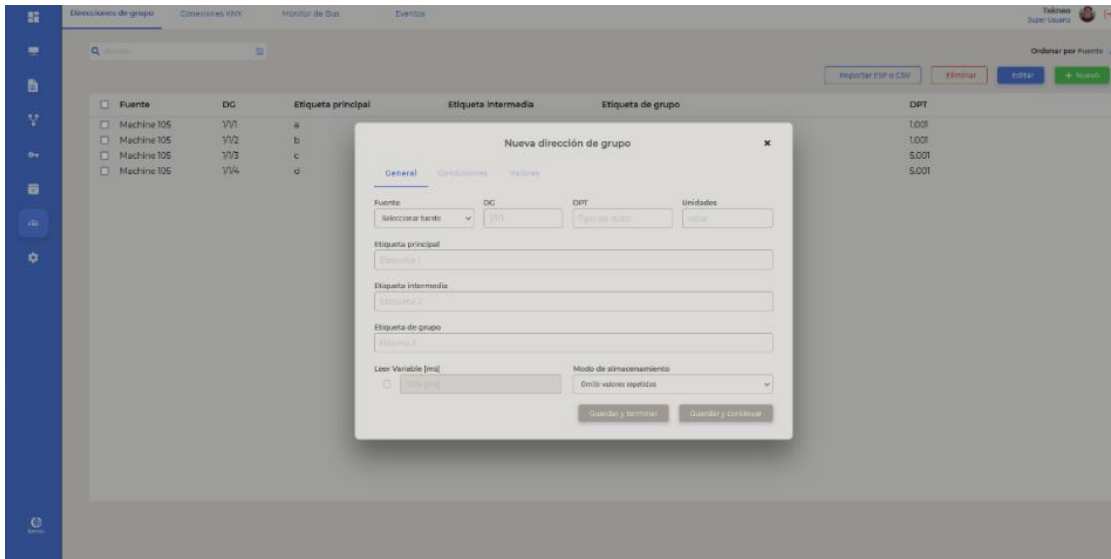 Direcciones de grupo Conexiones KNX Monitor de Bus Eventos
Tekneo
Super Usuario
Ordenar por Fuente
Importar ESF o CSV Eliminar Editar + Nuevo
Fuente DG Etiqueta principal Etiqueta intermedia Etiqueta de grupo DPT
Machine 105 1/1/1 a 1.001
Machine 105 1/1/2 b 1.001
Machine 105 1/1/3 c 5.001
Machine 105 1/1/4 d 5.001
Nueva dirección de grupo ×
General Condiciones Valores
Fuente DG DPT Unidades
Seleccionar fuente 1/1/1 Tipo de dato valor
Etiqueta principal
Etiqueta 1
Etiqueta intermedia
Etiqueta 2
Etiqueta de grupo
Etiqueta 3
Leer Variable [ms] Modo de almacenamiento
Omitir valores repetidos
Guardar y terminar Guardar y continuar